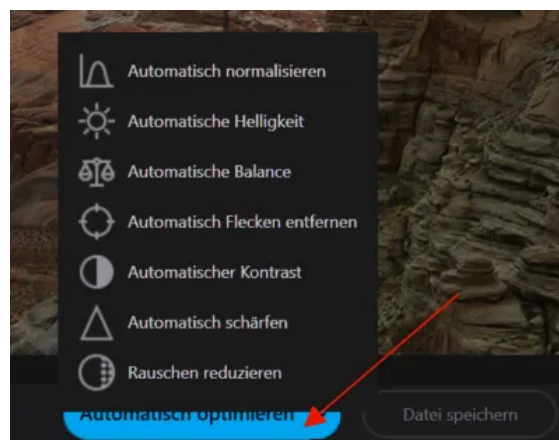 Automatisch normalisieren
Automatische Helligkeit
Automatische Balance
Automatisch Flecken entfernen
Automatischer Kontrast
Automatisch schärfen
Rauschen reduzieren
Automatisch optimieren
Datei speichern